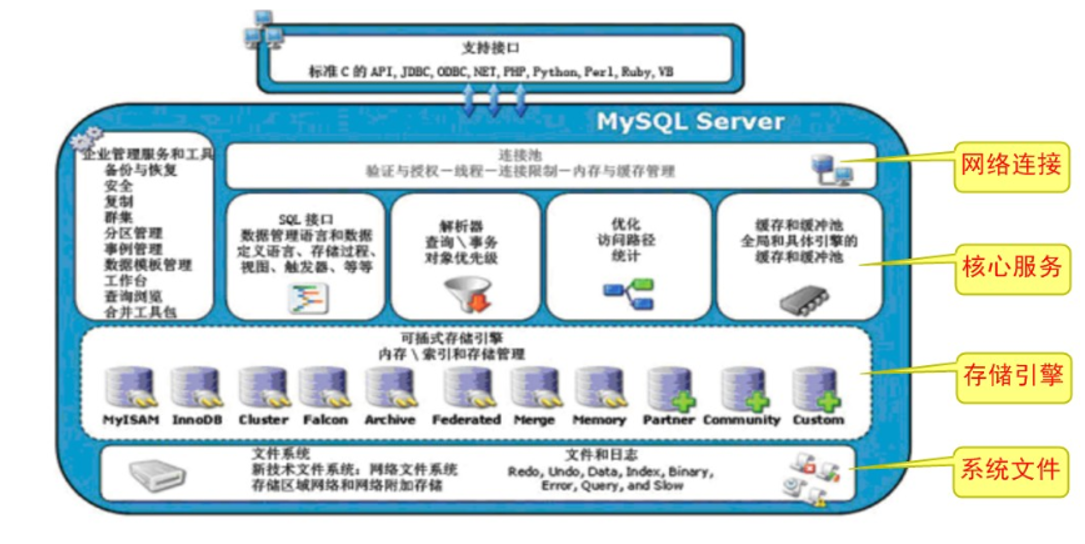 支持接口
标准 C 的 API, JDBC, ODBC, NET, PHP, Python, Perl, Ruby, VB
MySQL Server
企业管理服务和工具
备份与恢复
安全
复制
群集
分区管理
事例管理
数据模板管理
工作台
查询浏览
合并工具包
连接池
验证与授权—线程—连接限制—内存与缓存管理
网络连接
SQL 接口
数据管理语言和数据
定义语言、存储过程、
视图、触发器、等等
解析器
查询\事务
对象优先级
优化
访问路径
统计
缓存和缓冲池
全局和具体引擎的
缓存和缓冲池
核心服务
可插式存储引擎
内存\索引和存储管理
MyISAM InnoDB Cluster Falcon Archive Federated Merge Memory Partner Community Custom
存储引擎
文件系统
新技术文件系统：网络文件系统
存储区域网络和网络附加存储
文件和日志
Redo, Undo, Data, Index, Binary,
Error, Query, and Slow
系统文件